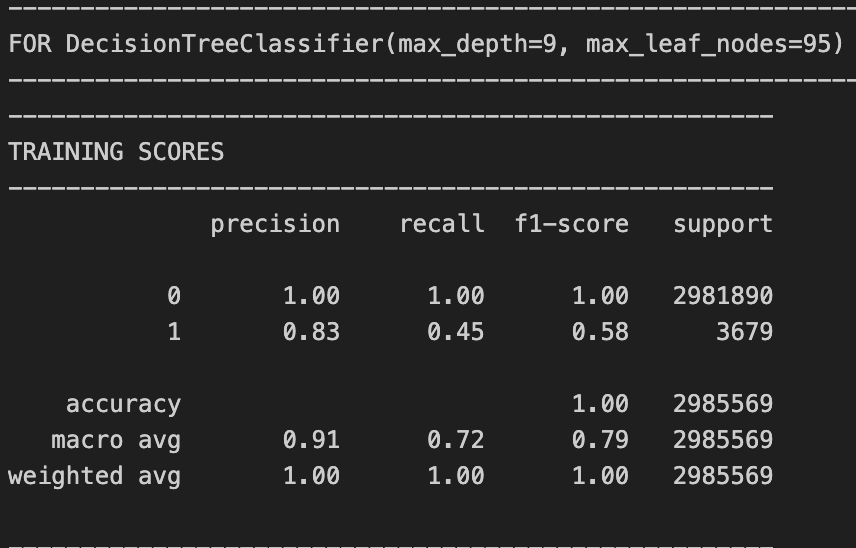 FOR DecisionTreeClassifier(max_depth=9, max_leaf_nodes=95)
TRAINING SCORES
precision recall f1-score support
0 1.00 1.00 1.00 2981890
1 0.83 0.45 0.58 3679
accuracy 1.00 2985569
macro avg 0.91 0.72 0.79 2985569
weighted avg 1.00 1.00 1.00 2985569